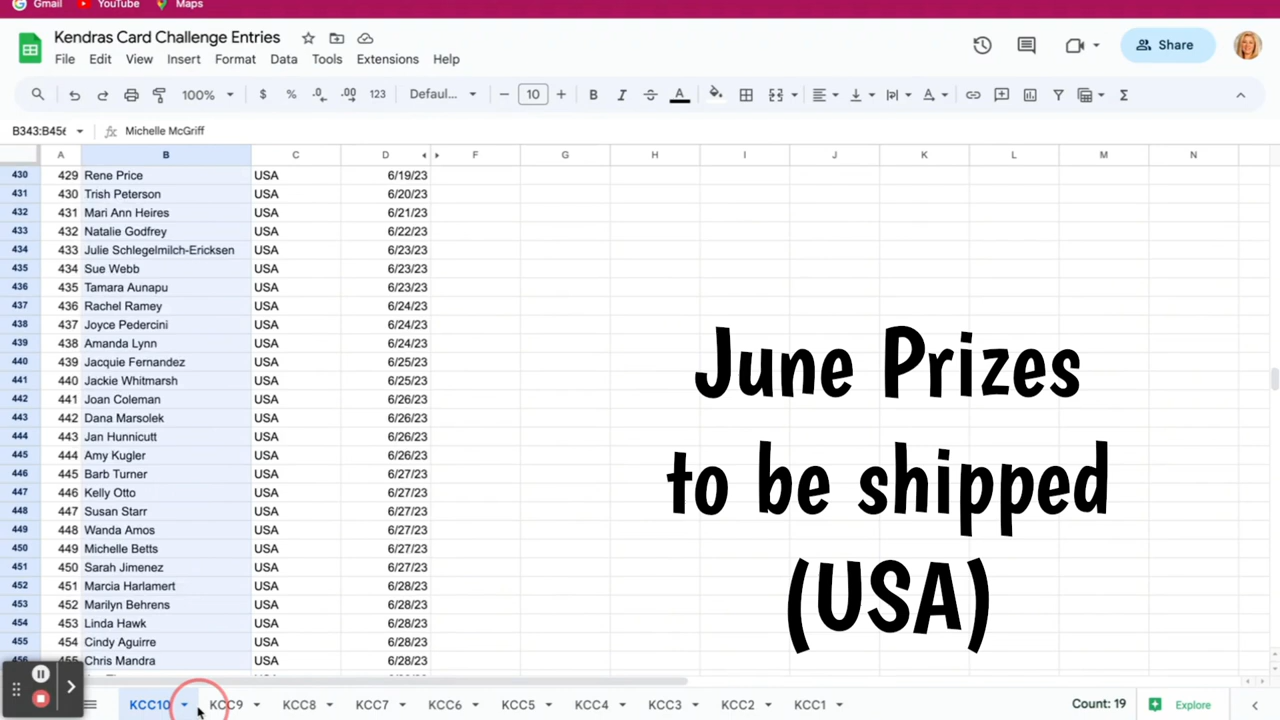 Gmail YouTube Maps
Kendras Card Challenge Entries
File Edit View Insert Format Data Tools Extensions Help
Share
100% $ % .0 .00 123 Defaul... 10 B I A
B343:B456 fx Michelle McGriff
A B C D F G H I J K L M N
430 429 Rene Price USA 6/19/23
431 430 Trish Peterson USA 6/20/23
432 431 Mari Ann Heires USA 6/21/23
433 432 Natalie Godfrey USA 6/22/23
434 433 Julie Schlegelmilch-Ericksen USA 6/23/23
435 434 Sue Webb USA 6/23/23
436 435 Tamara Aunapu USA 6/23/23
437 436 Rachel Ramey USA 6/24/23
438 437 Joyce Pedercini USA 6/24/23
439 438 Amanda Lynn USA 6/24/23
440 439 Jacquie Fernandez USA 6/25/23
441 440 Jackie Whitmarsh USA 6/25/23
442 441 Joan Coleman USA 6/26/23
443 442 Dana Marsolek USA 6/26/23
444 443 Jan Hunnicutt USA 6/26/23
445 444 Amy Kugler USA 6/26/23
446 445 Barb Turner USA 6/27/23
447 446 Kelly Otto USA 6/27/23
448 447 Susan Starr USA 6/27/23
449 448 Wanda Amos USA 6/27/23
450 449 Michelle Betts USA 6/27/23
451 450 Sarah Jimenez USA 6/27/23
452 451 Marcia Harlamert USA 6/28/23
453 452 Marilyn Behrens USA 6/28/23
454 453 Linda Hawk USA 6/28/23
455 454 Cindy Aguirre USA 6/28/23
456 455 Chris Mandra USA 6/28/23
June Prizes
to be shipped
(USA)
KCC10 KCC9 KCC8 KCC7 KCC6 KCC5 KCC4 KCC3 KCC2 KCC1 Count: 19 Explore